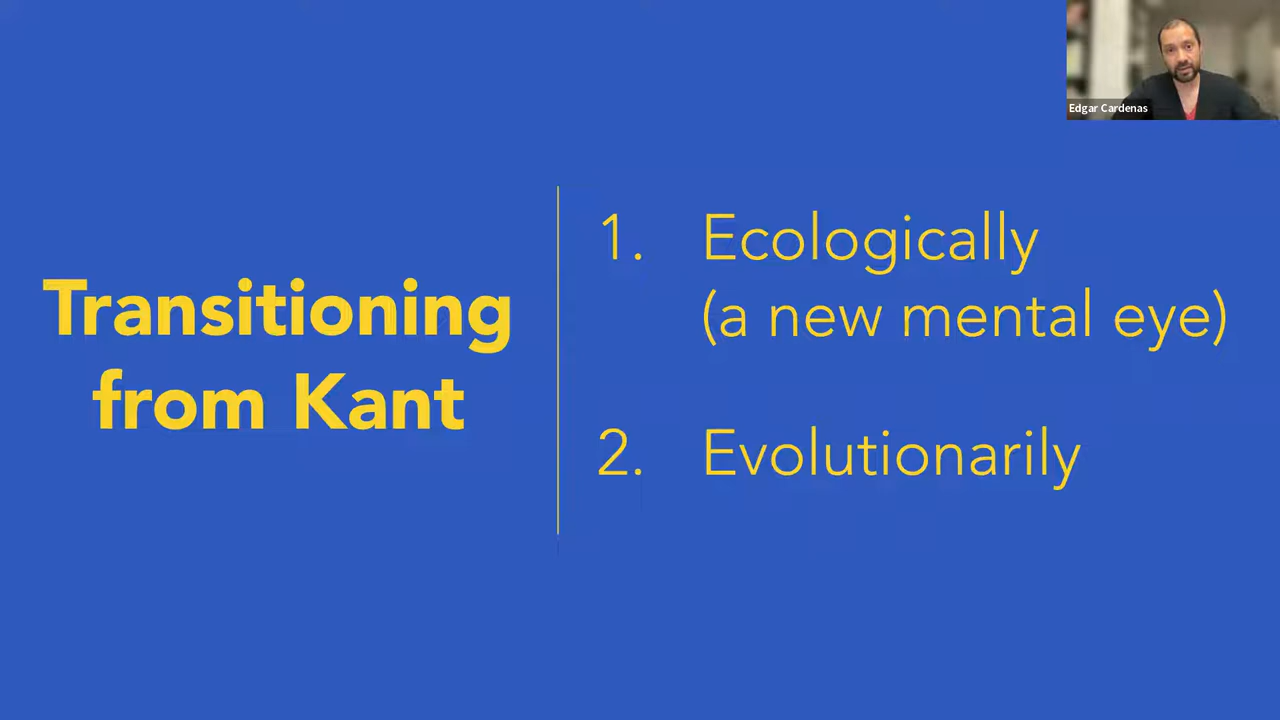 Edgar Cardenas
Transitioning
from Kant
1. Ecologically
(a new mental eye)
2. Evolutionarily